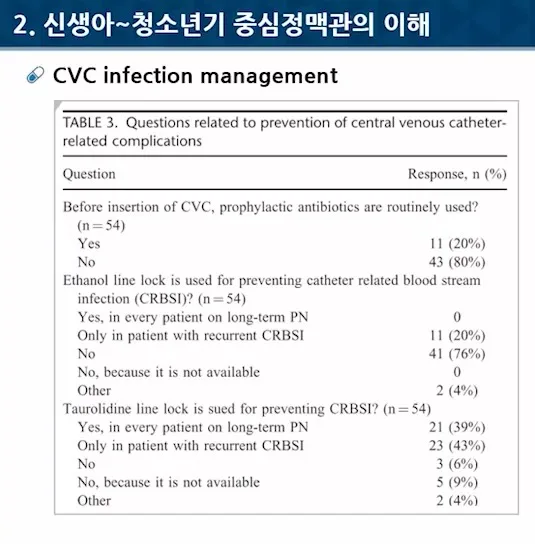 2. 신생아~청소년기 중심정맥관의 이해
CVC infection management
TABLE 3. Questions related to prevention of central venous catheter-
related complications
Question Response, n (%)
Before insertion of CVC, prophylactic antibiotics are routinely used?
(n=54)
Yes 11 (20%)
No 43 (80%)
Ethanol line lock is used for preventing catheter related blood stream
infection (CRBSI)? (n=54)
Yes, in every patient on long-term PN 0
Only in patient with recurrent CRBSI 11 (20%)
No 41 (76%)
No, because it is not available 0
Other 2 (4%)
Taurolidine line lock is sued for preventing CRBSI? (n=54)
Yes, in every patient on long-term PN 21 (39%)
Only in patient with recurrent CRBSI 23 (43%)
No 3 (6%)
No, because it is not available 5 (9%)
Other 2 (4%)